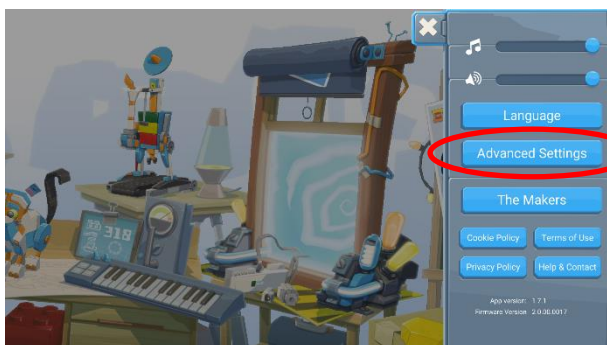 Language
Advanced Settings
The Makers
Cookie Policy
Terms of Use
Privacy Policy
Help & Contact
App version: 1.7.1
Firmware Version 2.0.00.0017